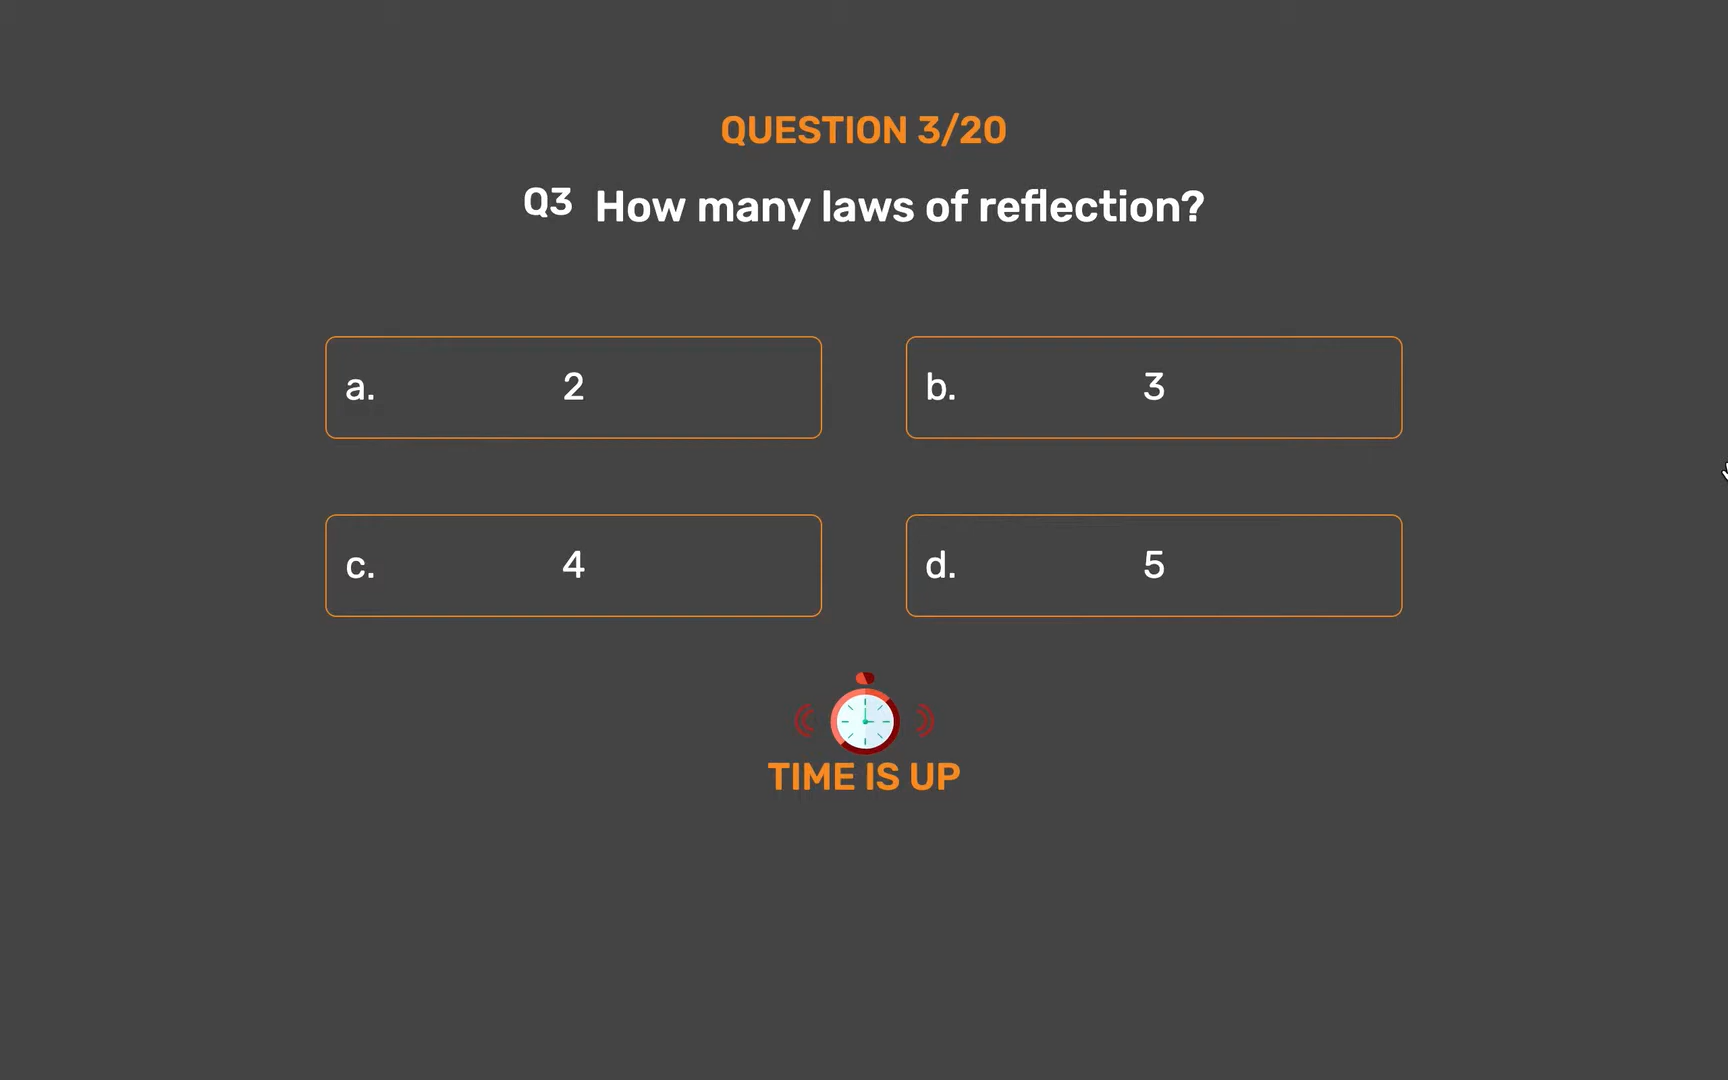 QUESTION 3/20
Q3 How many laws of reflection?
a. 2
b. 3
c. 4
d. 5
TIME IS UP